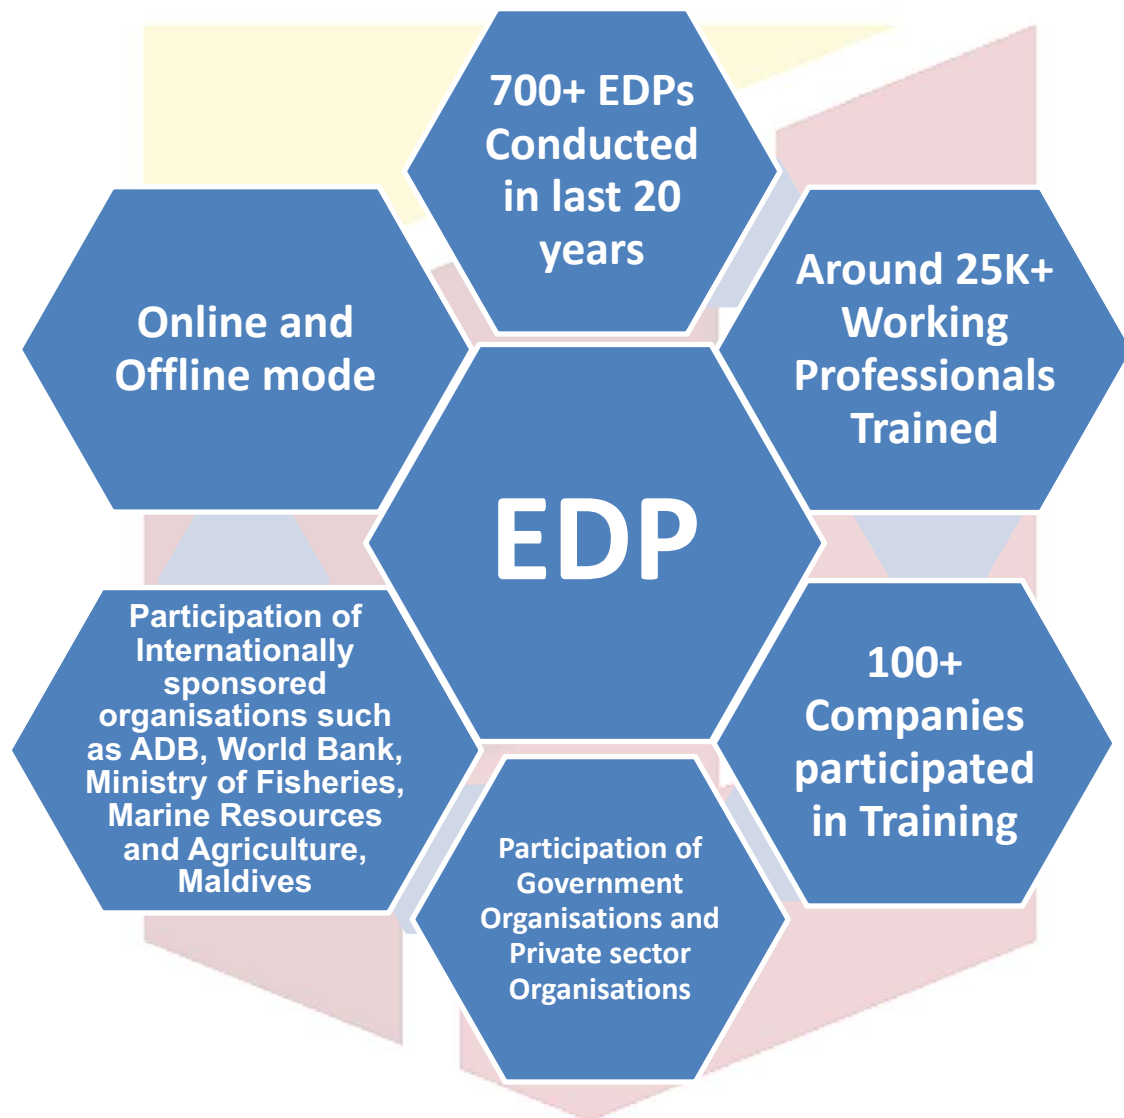 700+ EDPs
Conducted
in last 20
years
Around 25K+
Working
Professionals
Trained
Online and
Offline mode
EDP
Participation of
Internationally
sponsored
organisations such
as ADB, World Bank,
Ministry of Fisheries,
Marine Resources
and Agriculture,
Maldives
100+
Companies
participated
in Training
Participation of
Government
Organisations and
Private sector
Organisations